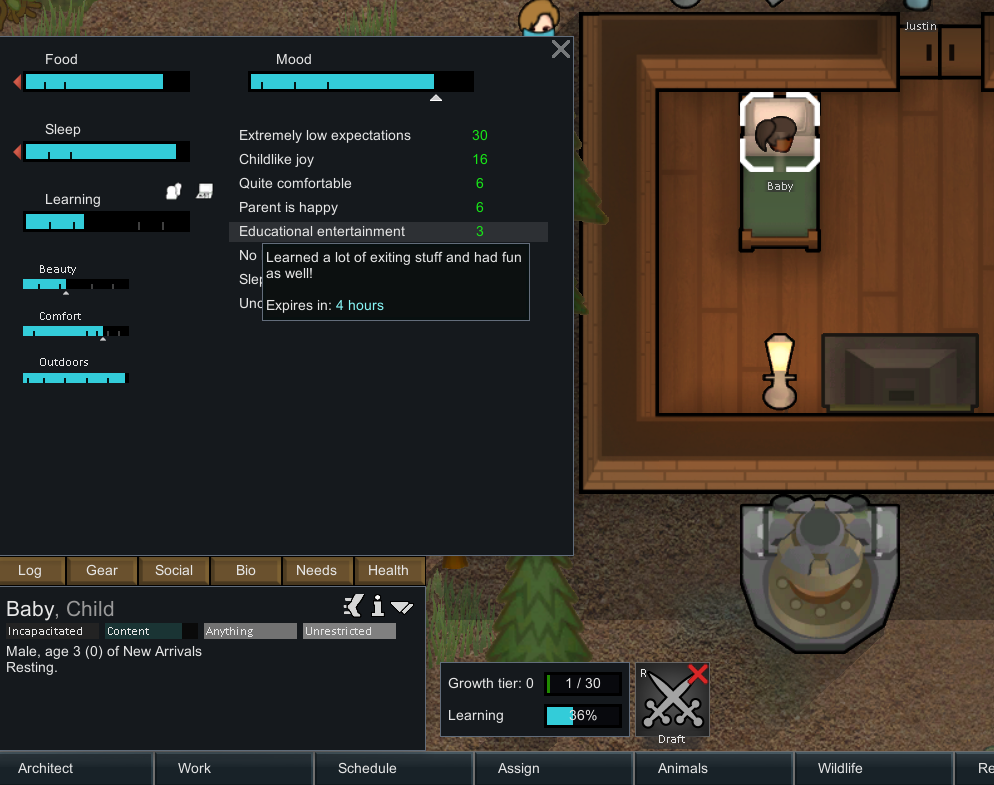 Justin
Food
Mood
Sleep
Extremely low expectations 30
Childlike joy 16
Quite comfortable 6
Learning
Parent is happy 6
Educational entertainment 3
No
Learned a lot of exiting stuff and had fun
as well!
Expires in: 4 hours
Beauty
Comfort
Outdoors
Baby
Log
Gear
Social
Bio
Needs
Health
Baby, Child
Incapacitated
Content
Anything
Unrestricted
Male, age 3 (0) of New Arrivals
Resting.
Growth tier: 0 1 / 30
Learning 36%
R
Draft
Architect
Work
Schedule
Assign
Animals
Wildlife